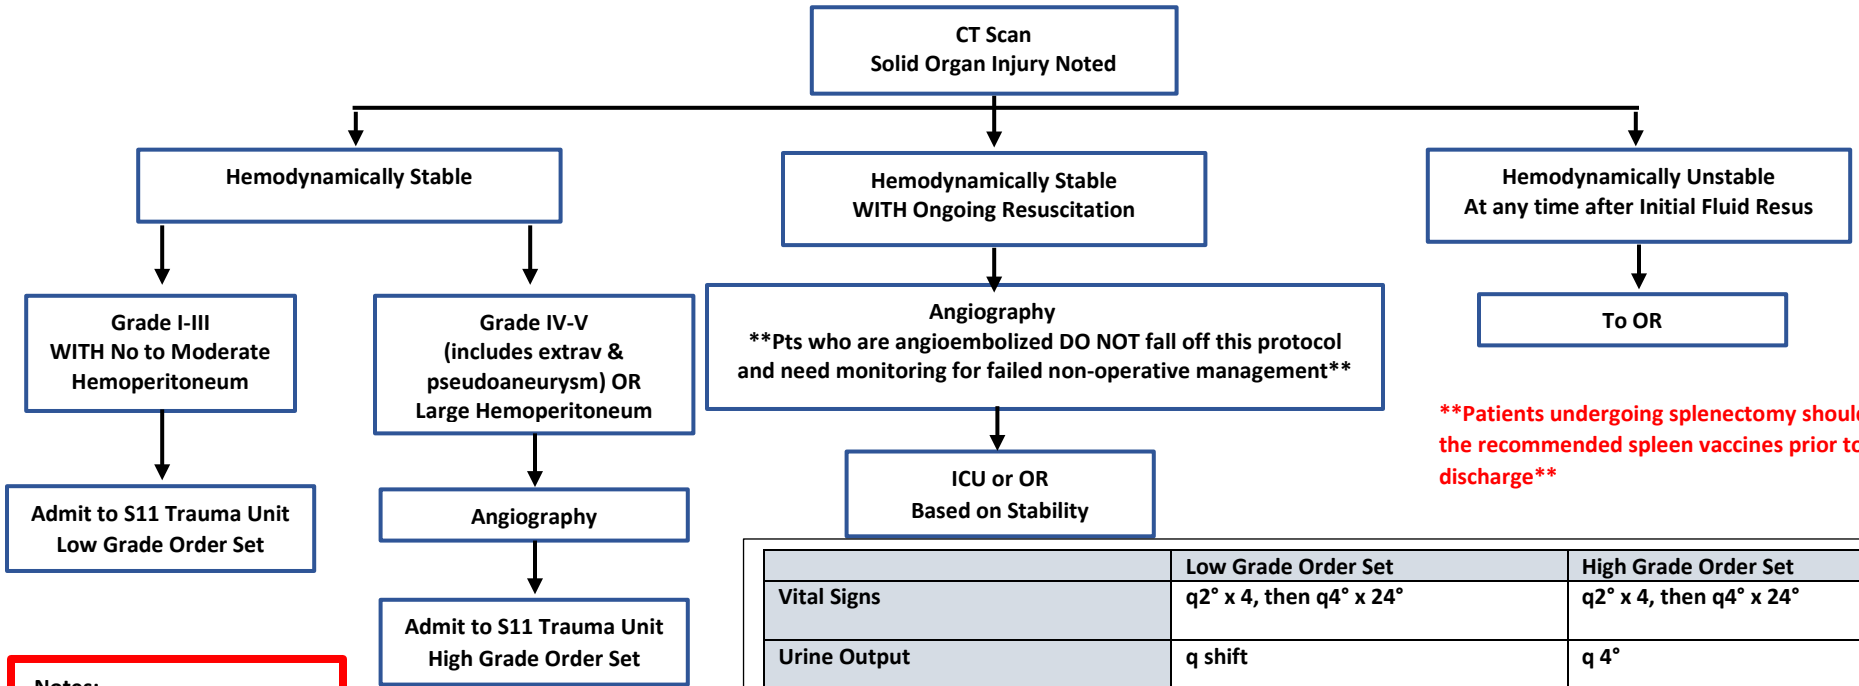 CT Scan
Solid Organ Injury Noted
Hemodynamically Stable
Hemodynamically Stable
WITH Ongoing Resuscitation
Hemodynamically Unstable
At any time after Initial Fluid Resus
Grade I-III
WITH No to Moderate
Hemoperitoneum
Grade IV-V
(includes extrav &
pseudoaneurysm) OR
Large Hemoperitoneum
Angiography
**Pts who are angioembolized DO NOT fall off this protocol
and need monitoring for failed non-operative management**
To OR
**Patients undergoing splenectomy should
the recommended spleen vaccines prior to
discharge**
Admit to S11 Trauma Unit
Low Grade Order Set
Angiography
ICU or OR
Based on Stability
Admit to S11 Trauma Unit
High Grade Order Set
Low Grade Order Set High Grade Order Set
Vital Signs q2° x 4, then q4° x 24° q2° x 4, then q4° x 24°
Urine Output q shift q 4°
Notes: